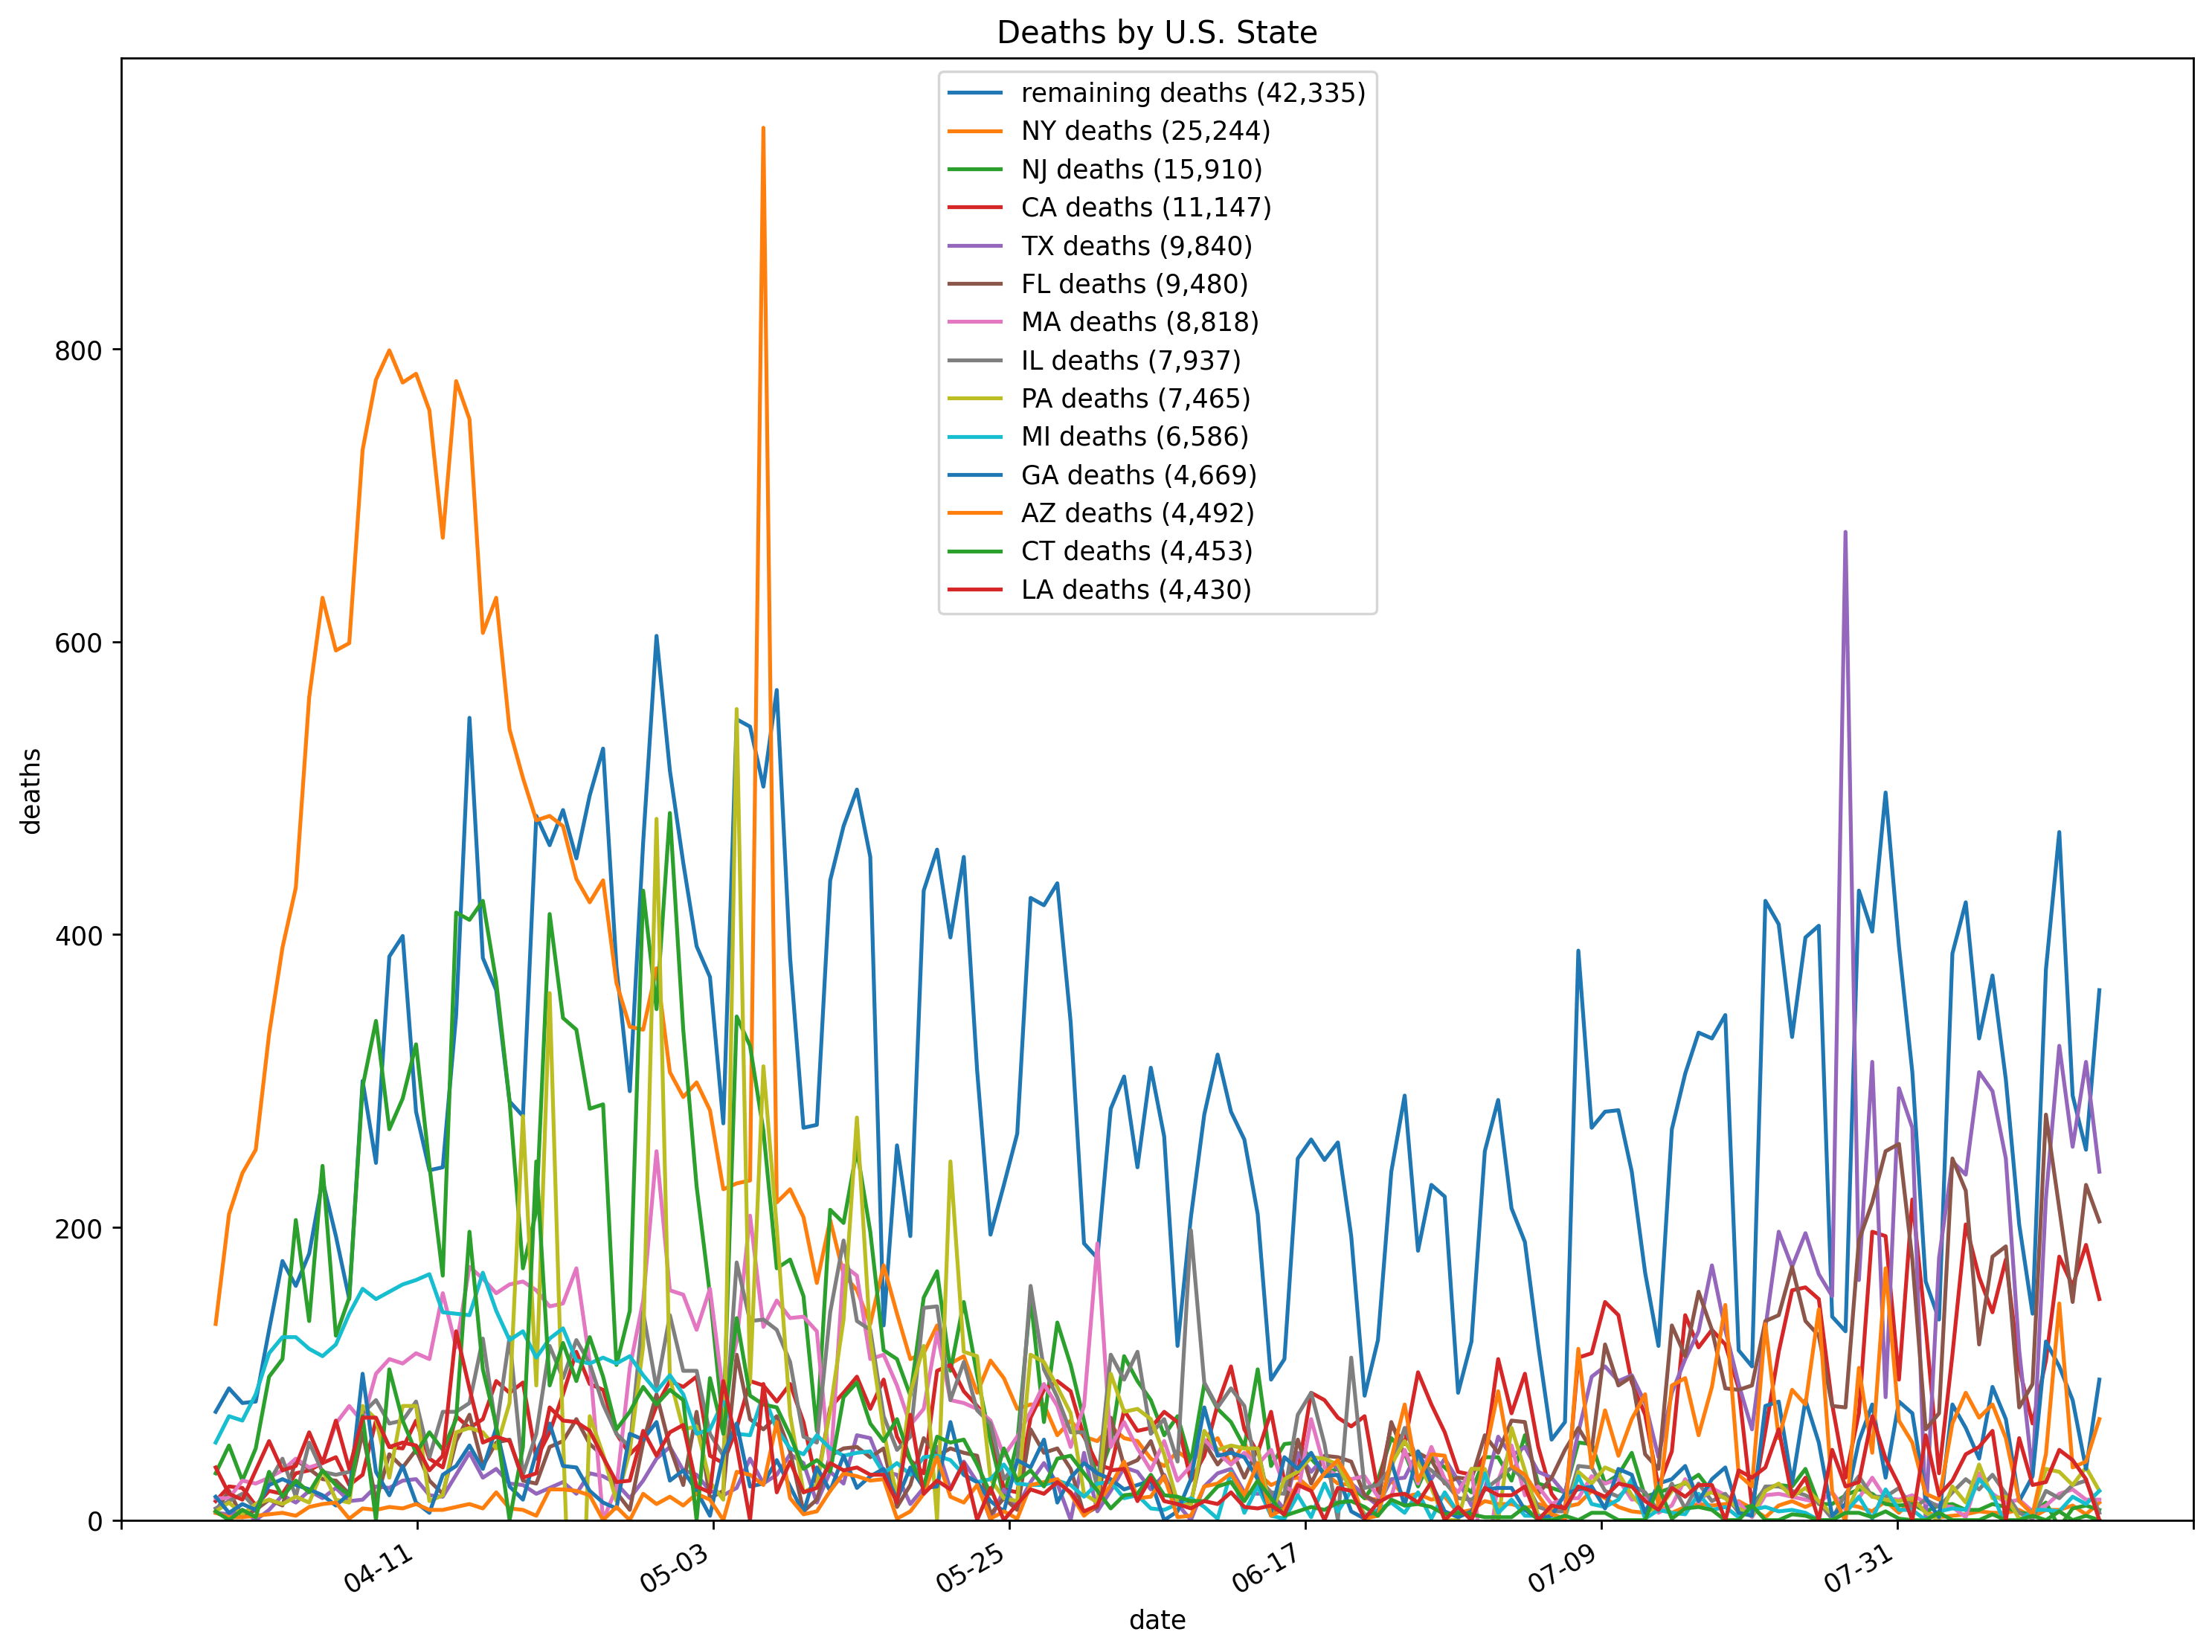 Deaths by U.S. State
remaining deaths (42,335)
NY deaths (25,244)
NJ deaths (15,910)
CA deaths (11,147)
TX deaths (9,840)
FL deaths (9,480)
MA deaths (8,818)
IL deaths (7,937)
PA deaths (7,465)
MI deaths (6,586)
GA deaths (4,669)
AZ deaths (4,492)
CT deaths (4,453)
LA deaths (4,430)
800
600
400
200
0
deaths
04-11
05-03
05-25
06-17
07-09
07-31
date